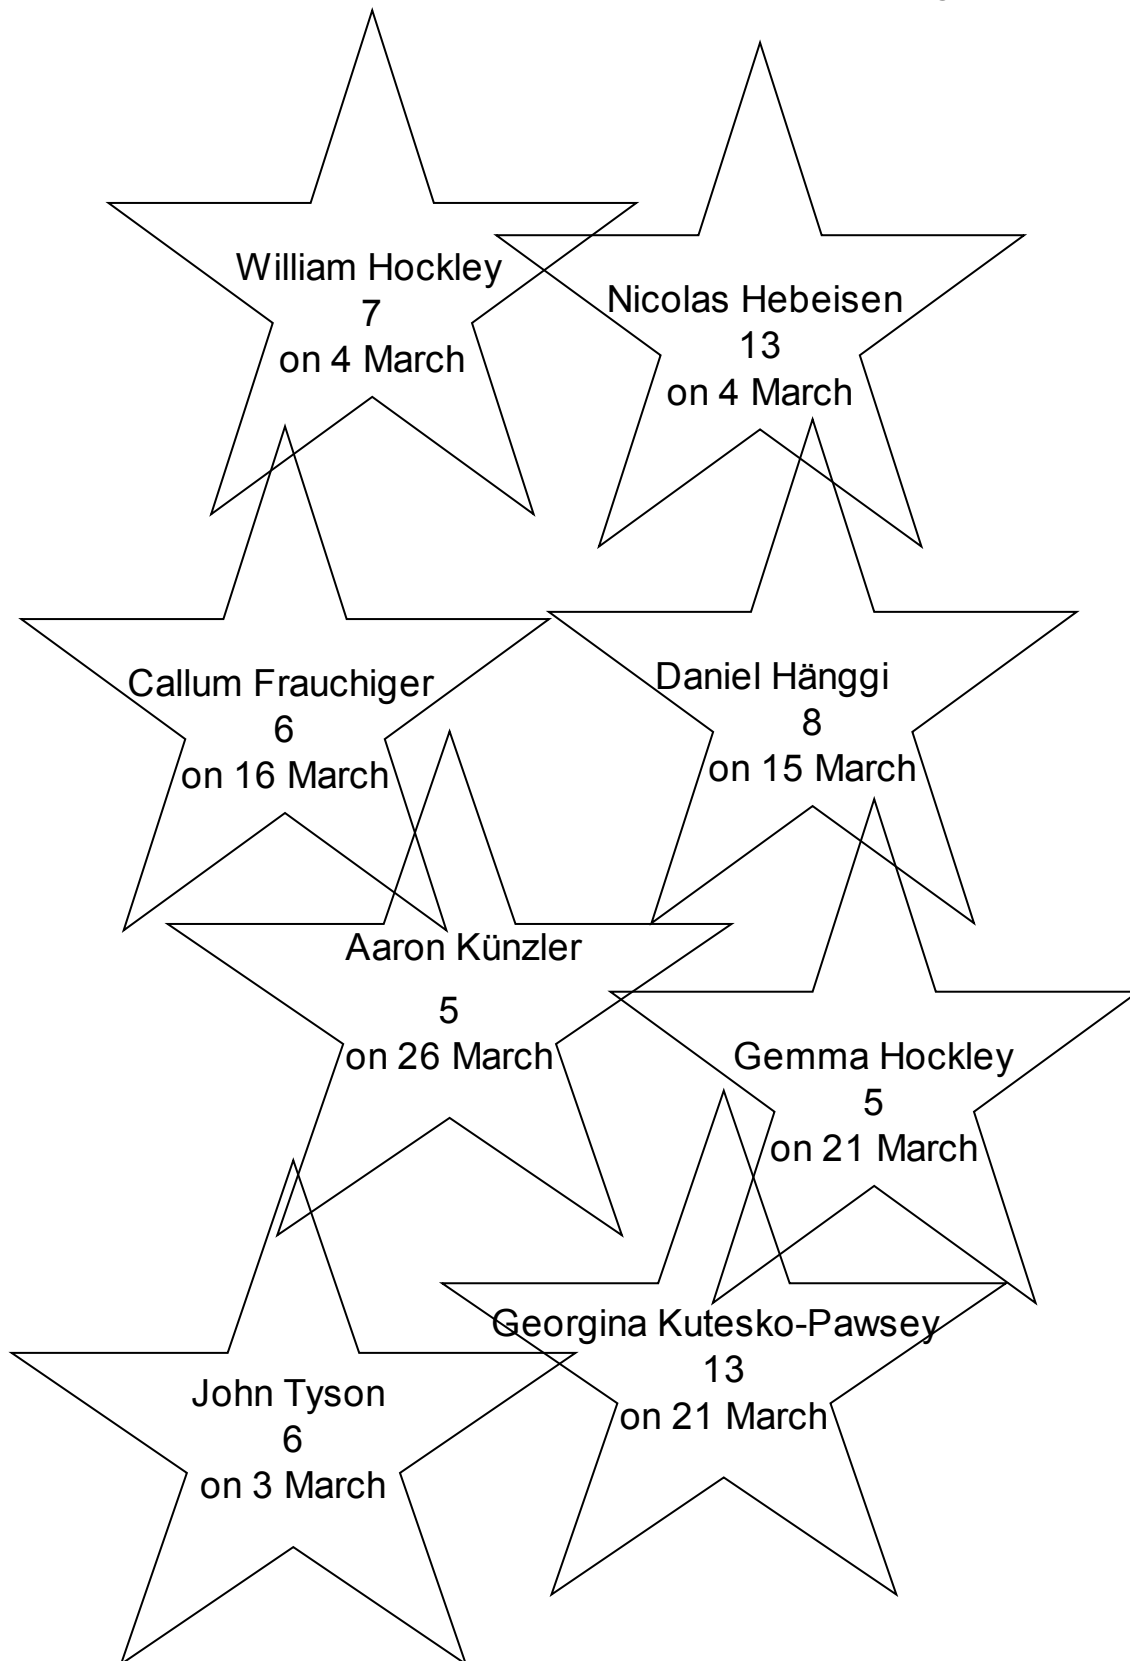 William Hockley
7
on 4 March
Nicolas Hebeisen
13
on 4 March
Callum Frauchiger
6
on 16 March
Daniel Hänggi
8
on 15 March
Aaron Künzler
5
on 26 March
Gemma Hockley
5
on 21 March
Georgina Kutesko-Pawsey
13
on 21 March
John Tyson
6
on 3 March